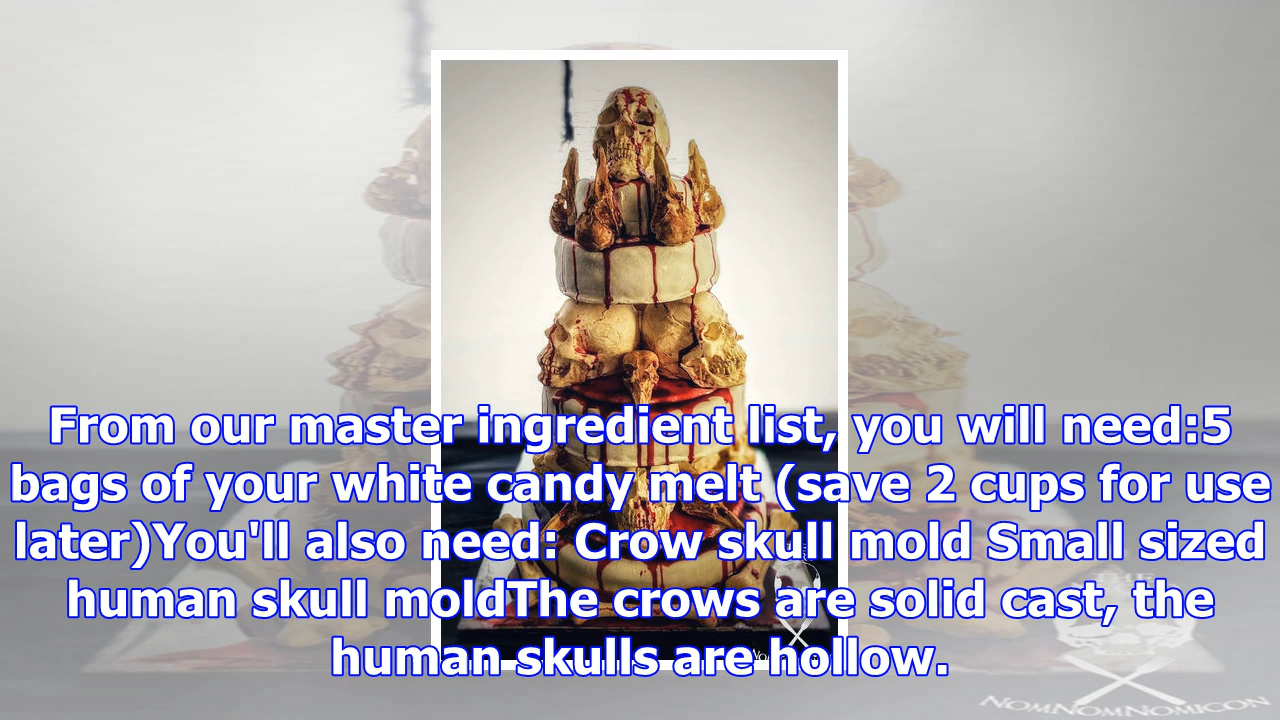 From our master ingredient list, you will need:5
bags of your white candy melt (save 2 cups for use
later)You'll also need: Crow skull mold Small sized
human skull moldThe crows are solid cast, the
human skulls are hollow.
NOMNOMNOMICON